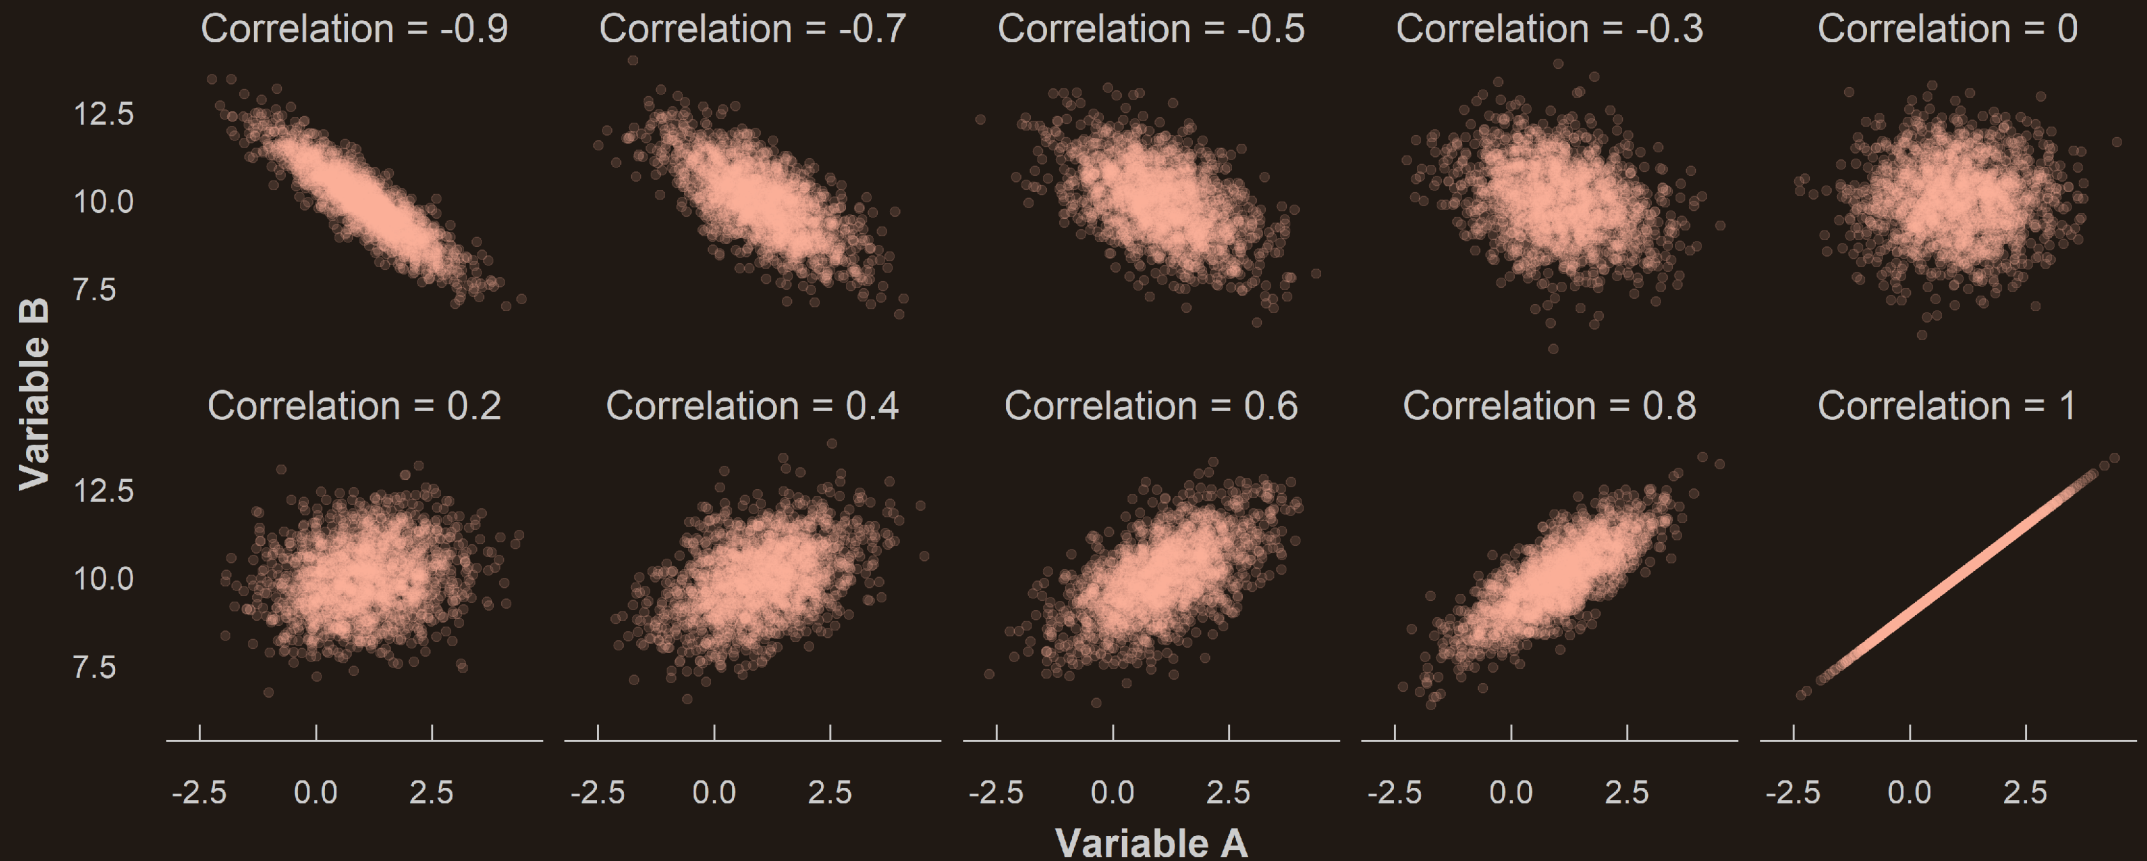 Correlation = -0.9
Correlation = -0.7
Correlation = -0.5
Correlation = -0.3
Correlation = 0
12.5
10.0
7.5
Variable B
Correlation = 0.2
Correlation = 0.4
Correlation = 0.6
Correlation = 0.8
Correlation = 1
12.5
10.0
7.5
-2.5 0.0 2.5
-2.5 0.0 2.5
-2.5 0.0 2.5
-2.5 0.0 2.5
-2.5 0.0 2.5
Variable A